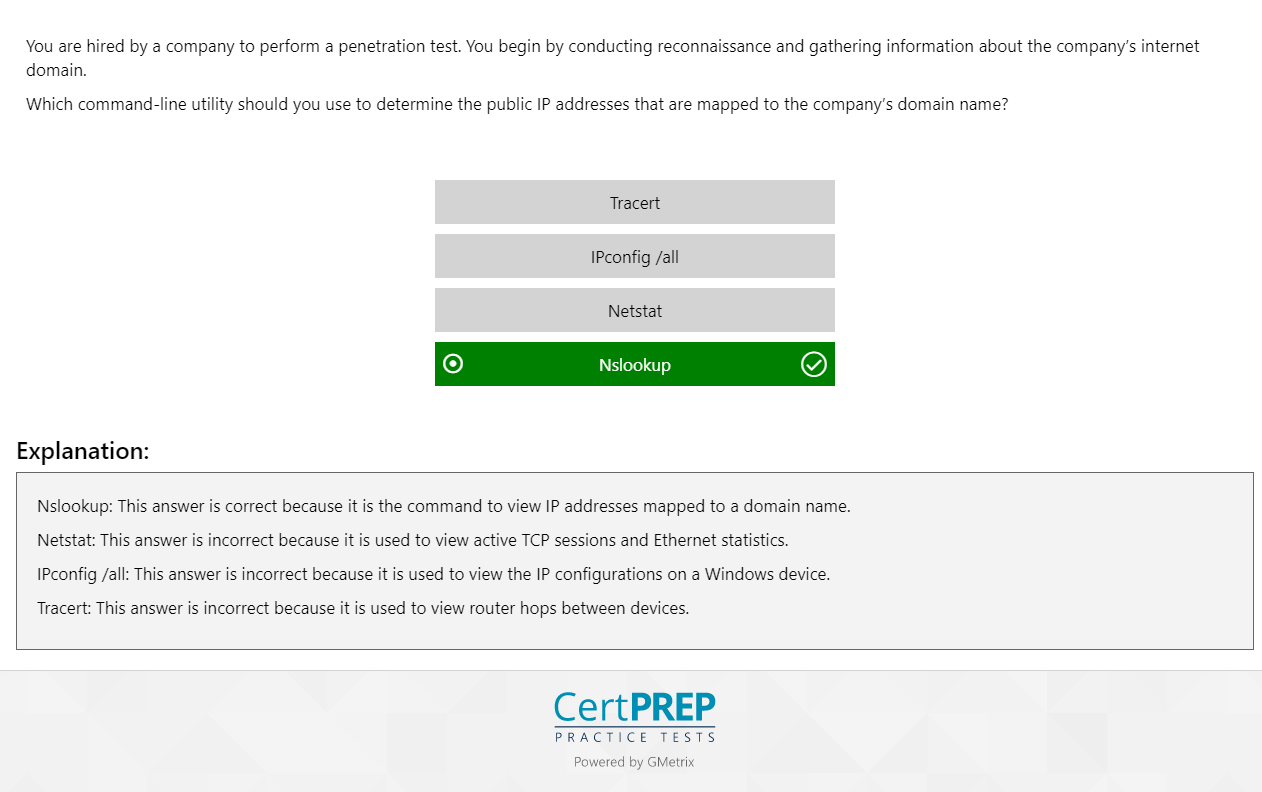 You are hired by a company to perform a penetration test. You begin by conducting reconnaissance and gathering information about the company’s internet
domain.
Which command-line utility should you use to determine the public IP addresses that are mapped to the company’s domain name?
Tracert
IPconfig /all
Netstat
Nslookup
Explanation:
Nslookup: This answer is correct because it is the command to view IP addresses mapped to a domain name.
Netstat: This answer is incorrect because it is used to view active TCP sessions and Ethernet statistics.
IPconfig /all: This answer is incorrect because it is used to view the IP configurations on a Windows device.
Tracert: This answer is incorrect because it is used to view router hops between devices.
CertPREP
PRACTICE TESTS
Powered by GMetrix